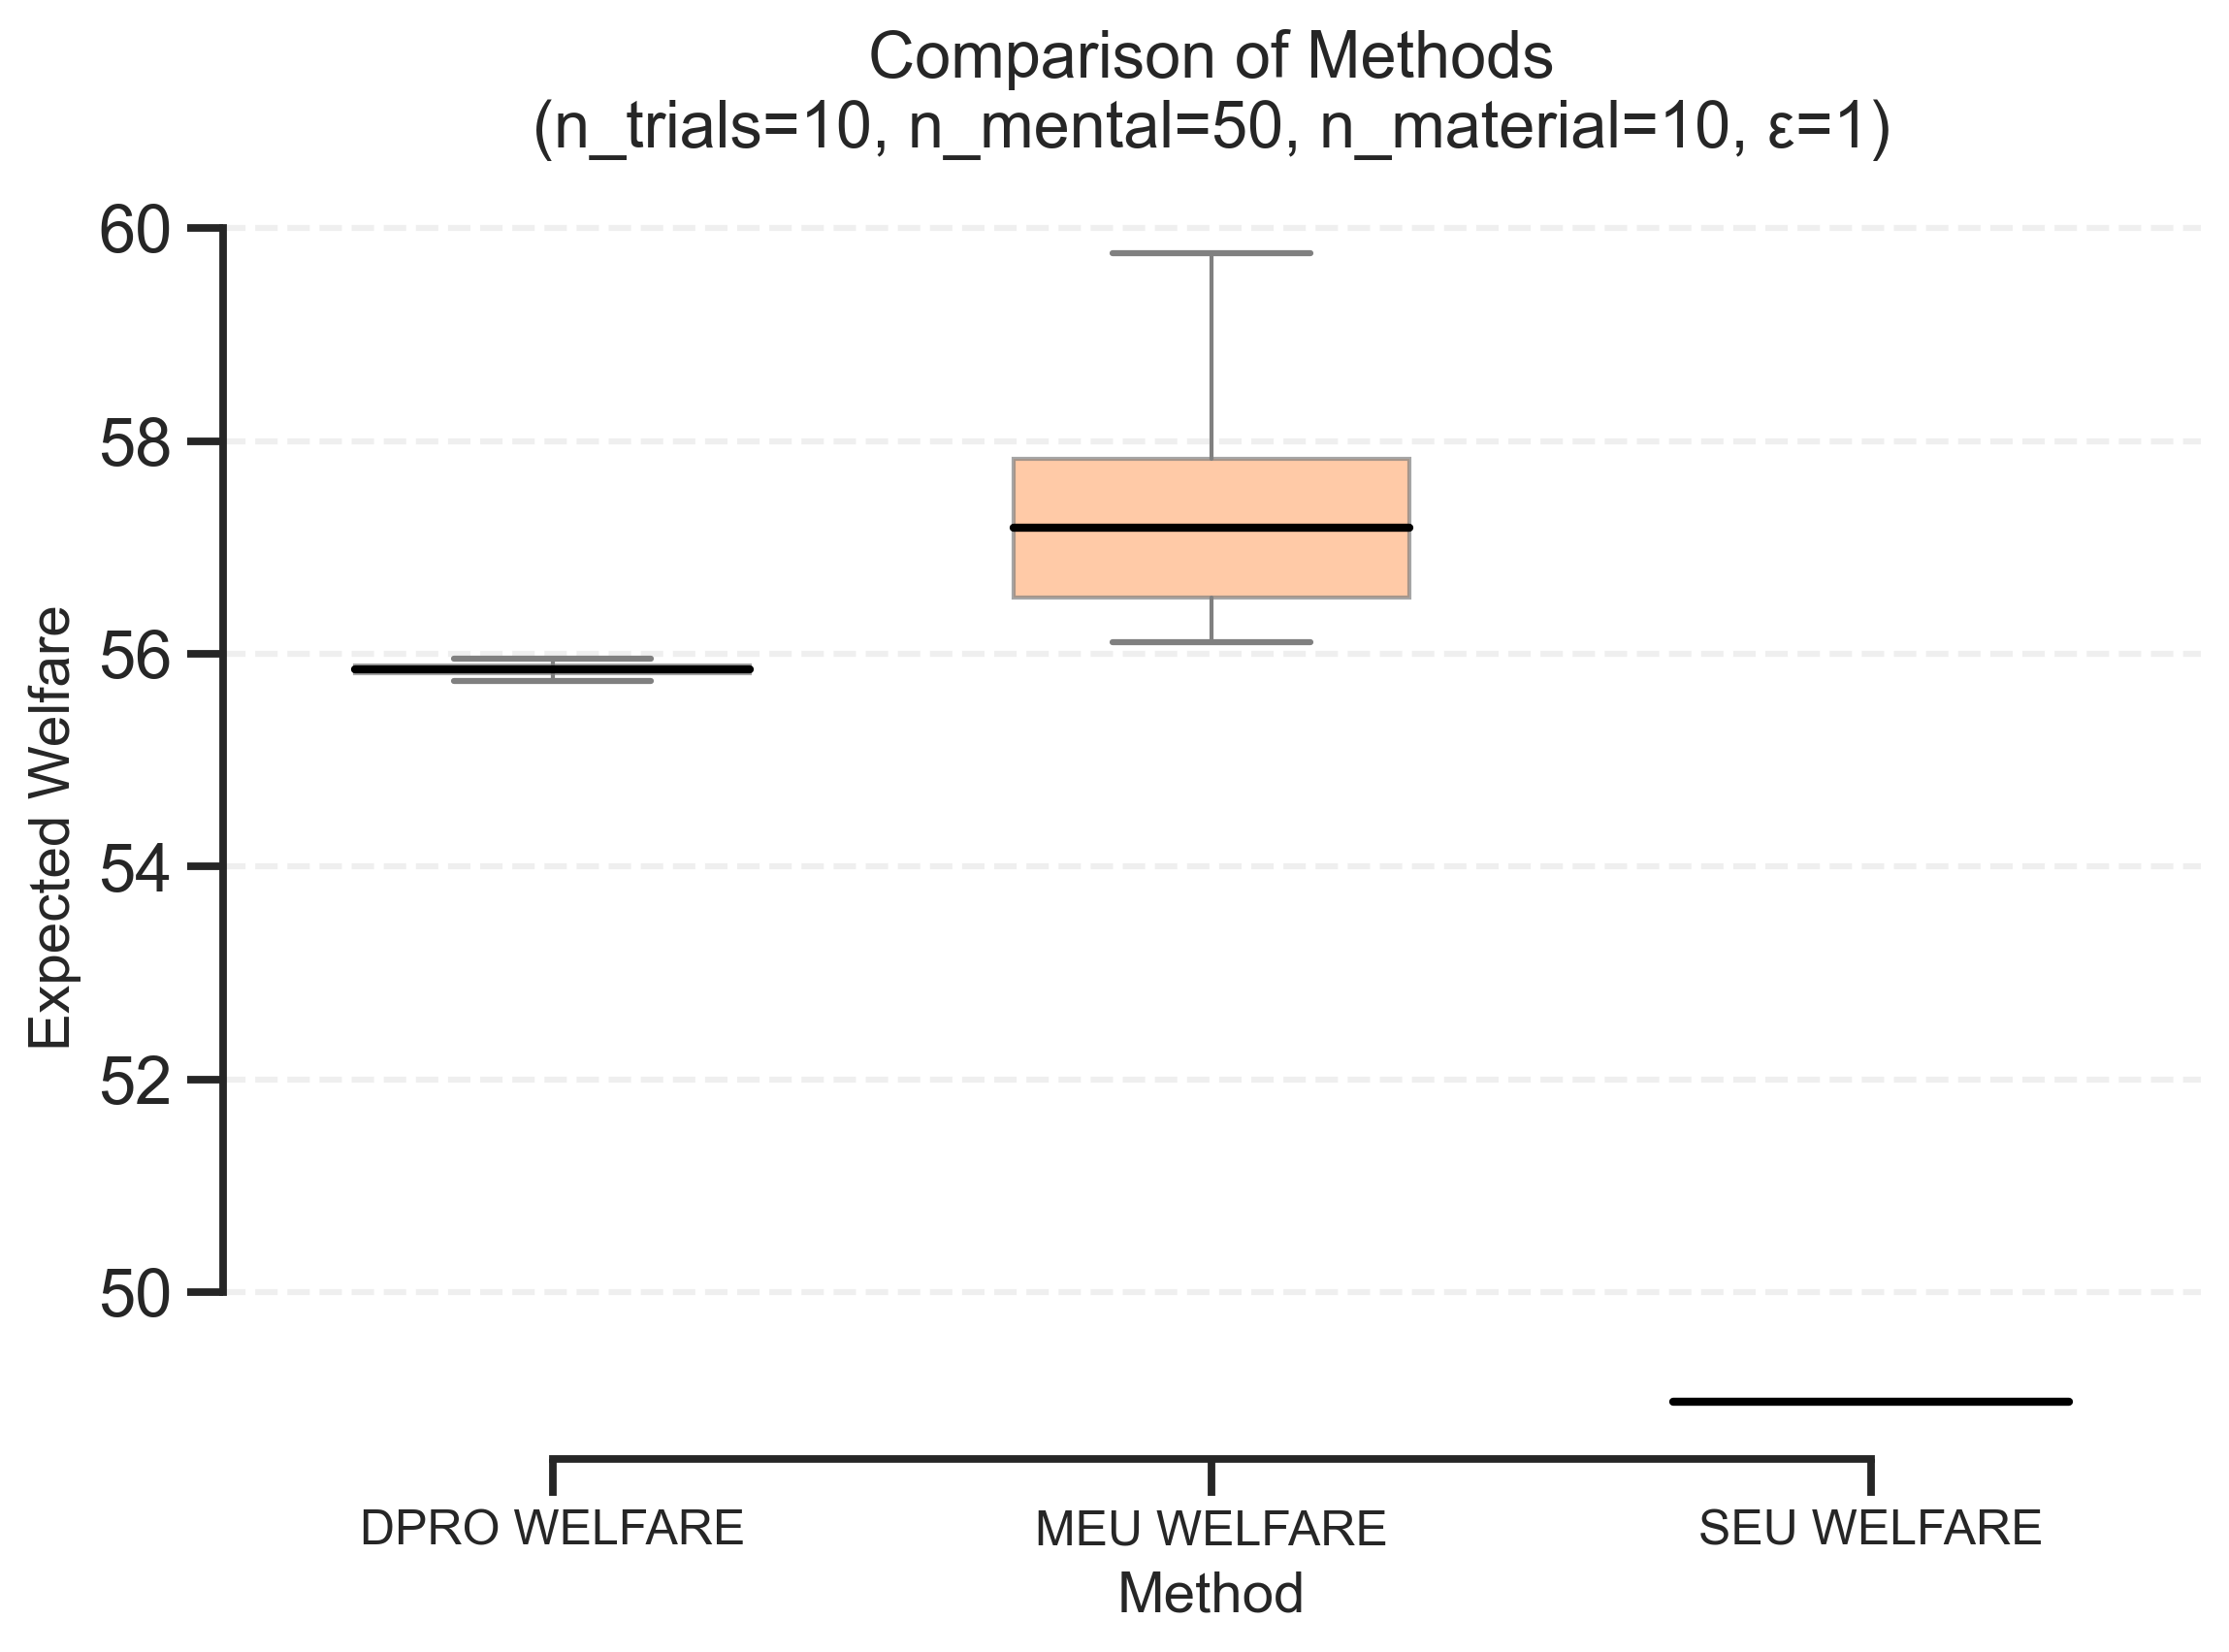 Comparison of Methods
(n_trials=10, n_mental=50, n_material=10, ε=1)
60
58
56
54
52
50
Expected Welfare
DPRO WELFARE
MEU WELFARE
SEU WELFARE
Method